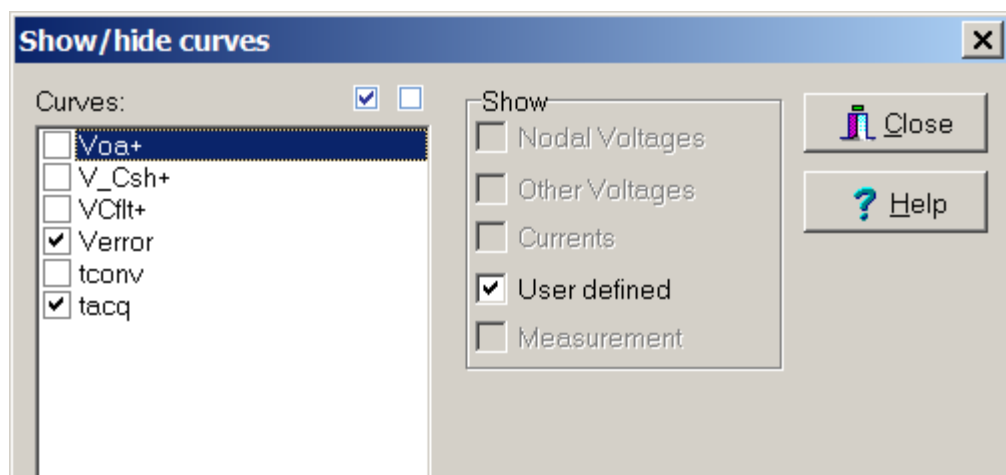 Show/hide curves
Curves:
Voa+
V_Csh+
VCflt+
Verror
tconv
tacq
Show
Nodal Voltages
Other Voltages
Currents
User defined
Measurement
Close
Help